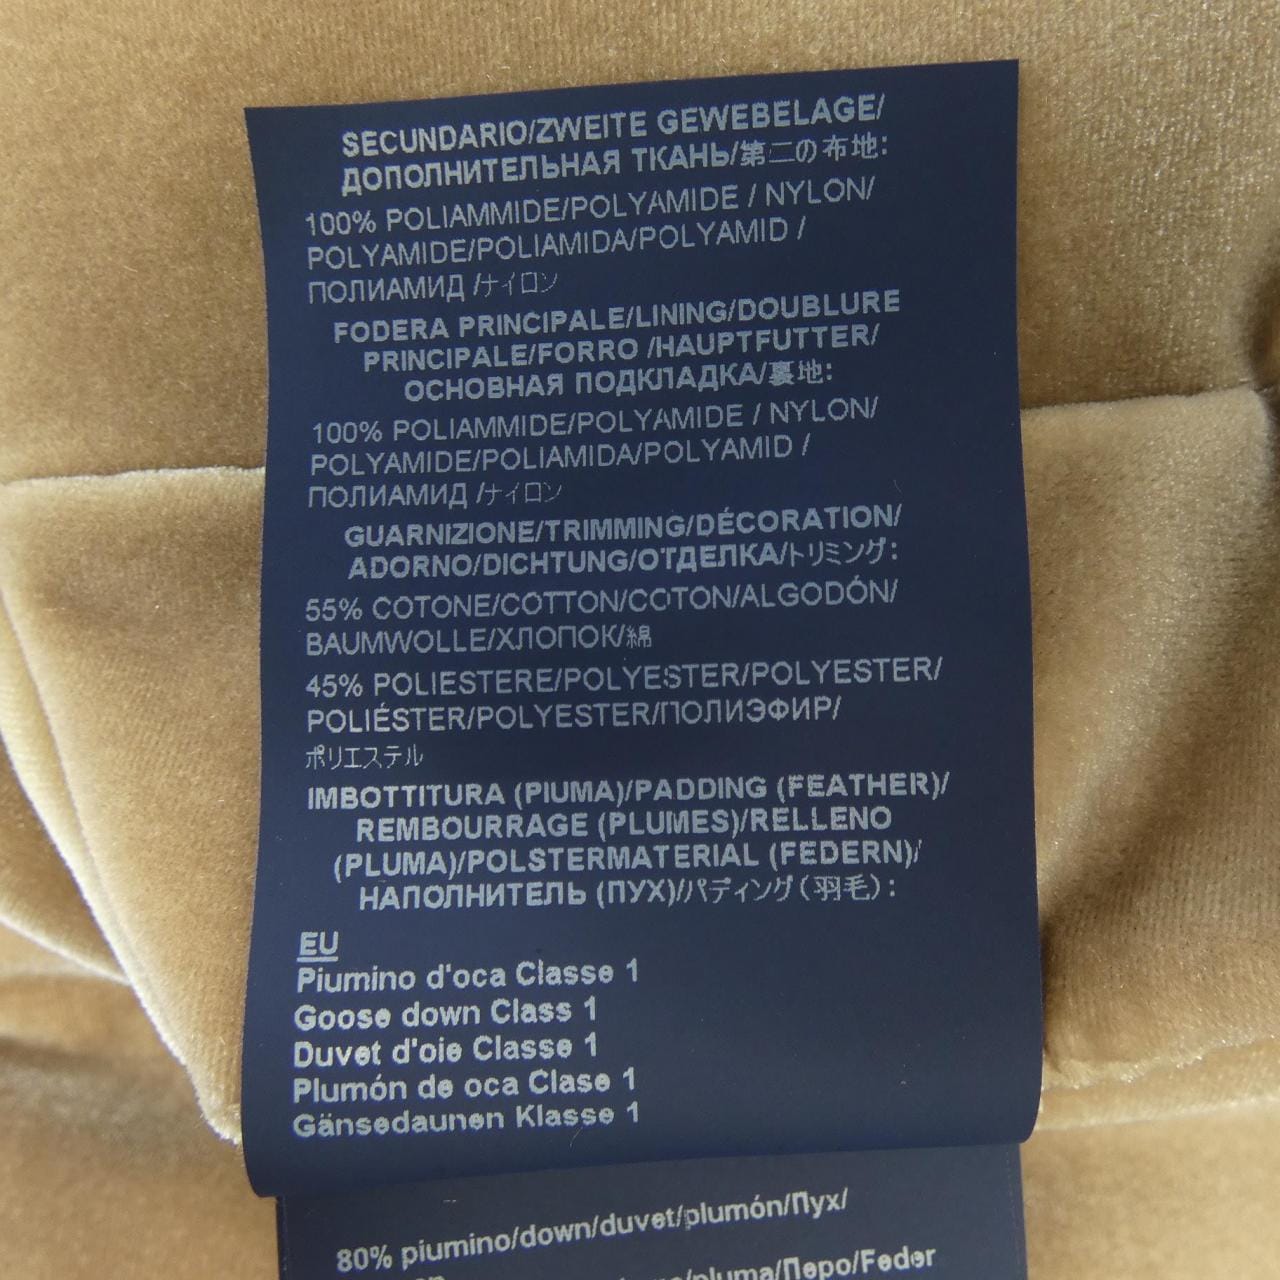 SECUNDARIO/ZWEITE GEWEBELAGE/
ДОПОЛНИТЕЛЬНАЯ ТКАНЬ/第二の布地:
100% POLIAMMIDE/POLYAMIDE / NYLON/
POLYAMIDE/POLIAMIDA/POLYAMID /
ПОЛИАМИД /ナイロン
FODERA PRINCIPALE/LINING/DOUBLURE
PRINCIPALE/FORRO /HAUPTFUTTER/
ОСНОВНАЯ ПОДКЛАДКА/裏地:
100% POLIAMMIDE/POLYAMIDE / NYLON/
POLYAMIDE/POLIAMIDA/POLYAMID /
ПОЛИАМИД /ナイロン
GUARNIZIONE/TRIMMING/DÉCORATION/
ADORNO/DICHTUNG/ОТДЕЛКА/トリミング:
55% COTONE/COTTON/COTON/ALGODÓN/
BAUMWOLLE/ХЛОПОК/綿
45% POLIESTERE/POLYESTER/POLYESTER/
POLIÉSTER/POLYESTER/ПОЛИЭФИР/
ポリエステル
IMBOTTITURA (PIUMA)/PADDING (FEATHER)/
REMBOURRAGE (PLUMES)/RELLENO
(PLUMA)/POLSTERMATERIAL (FEDERN)/
НАПОЛНИТЕЛЬ (ПУХ)/パディング(羽毛):
EU
Piumino d'oca Classe 1
Goose down Class 1
Duvet d'oie Classe 1
Plumón de oca Clase 1
Gänsedaunen Klasse 1
80% piumino/down/duvet/plumón/Пух/
/pluma/Перо/Feder